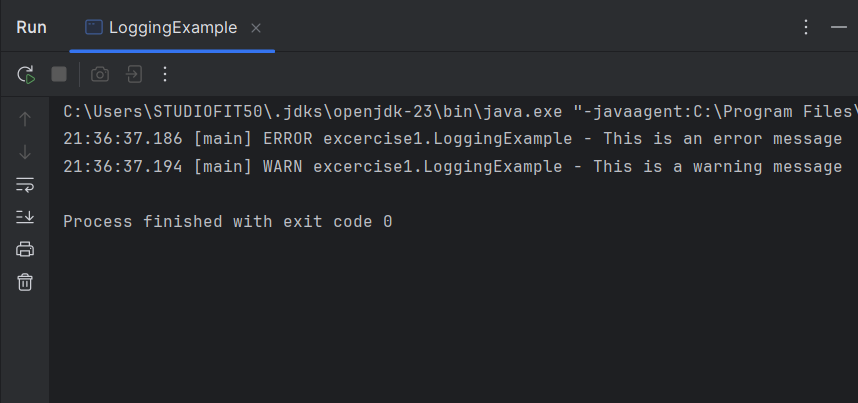 Run LoggingExample
C:\Users\STUDIOFIT50\.jdks\openjdk-23\bin\java.exe "-javaagent:C:\Program Files\
21:36:37.186 [main] ERROR excercise1.LoggingExample - This is an error message
21:36:37.194 [main] WARN excercise1.LoggingExample - This is a warning message
Process finished with exit code 0